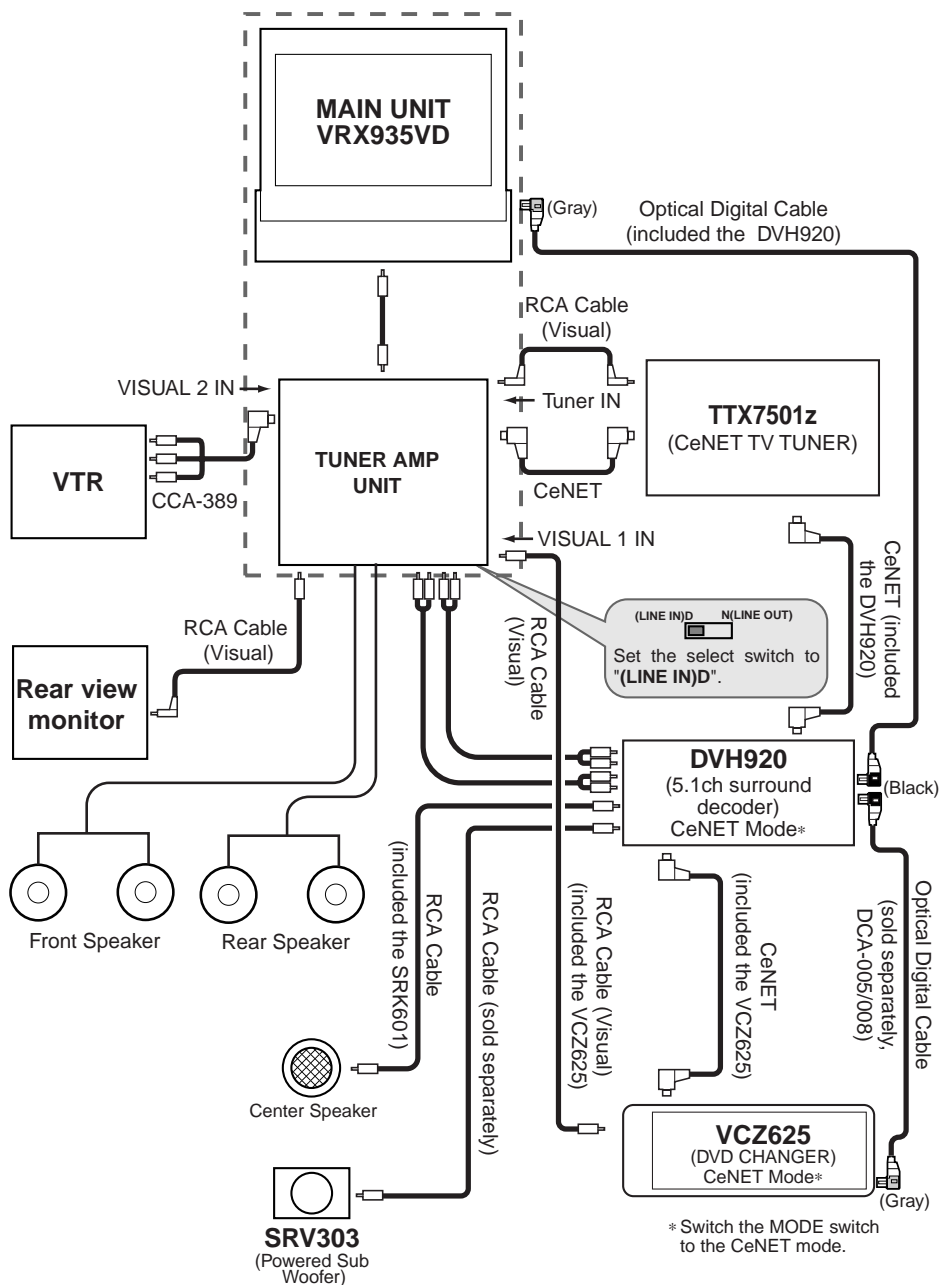 MAIN UNIT
VRX935VD
(Gray)
Optical Digital Cable
(included the DVH920)
RCA Cable
(Visual)
VISUAL 2 IN
Tuner IN
TTX7501z
(CeNET TV TUNER)
VTR
CCA-389
TUNER AMP
UNIT
CeNET
VISUAL 1 IN
CeNET (included
the DVH920)
RCA Cable
(Visual)
RCA Cable
(Visual)
(LINE IN)D
N(LINE OUT)
Set the select switch to
"(LINE IN)D".
Rear view
monitor
DVH920
(5.1ch surround
decoder)
CeNET Mode*
(Black)
Front Speaker
Rear Speaker
RCA Cable
(included the SRK601)
RCA Cable (sold separately)
RCA Cable (Visual)
(included the VCZ625)
CeNET
(included the VCZ625)
Optical Digital Cable
(sold separately,
DCA-005/008)
Center Speaker
VCZ625
(DVD CHANGER)
CeNET Mode*
(Gray)
SRV303
(Powered Sub
Woofer)
* Switch the MODE switch
to the CeNET mode.